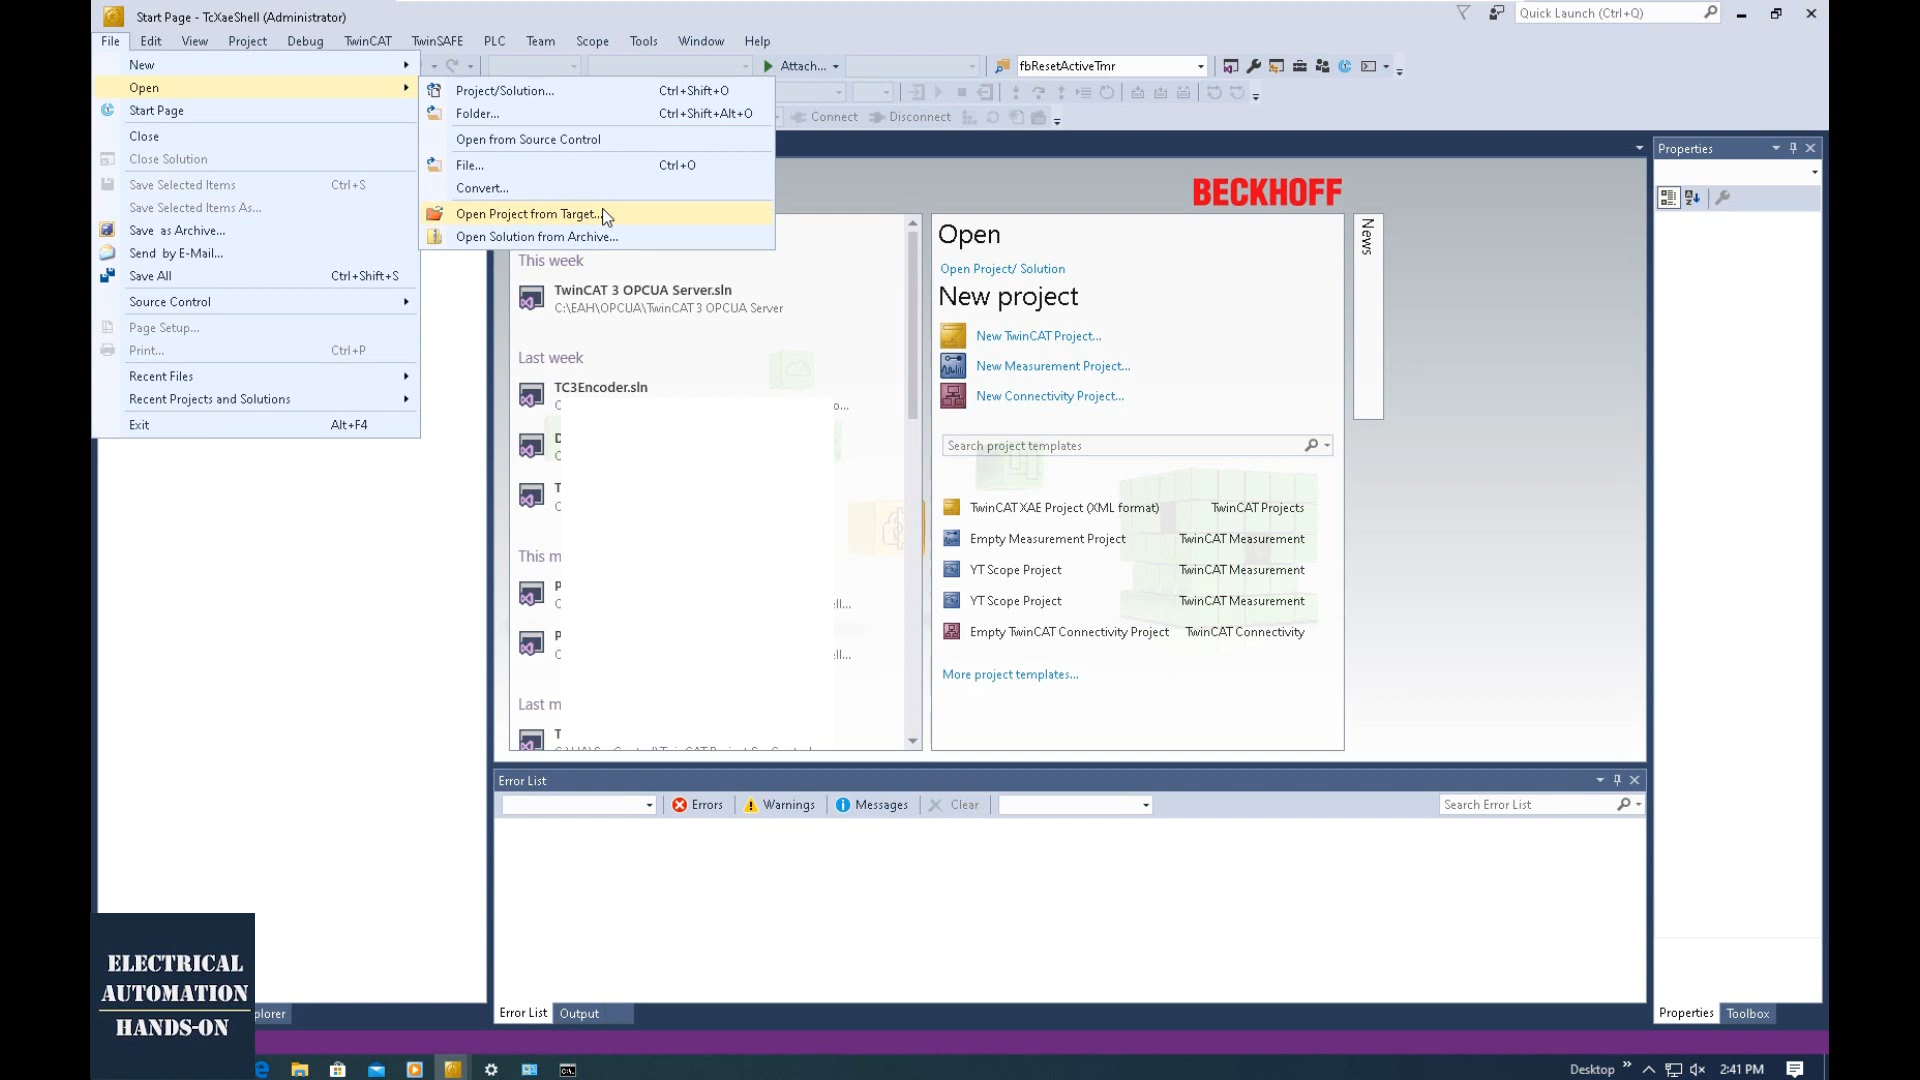 Start Page - TcXaeShell (Administrator)
Quick Launch (Ctrl+Q)
File Edit View Project Debug TwinCAT TwinSAFE PLC Team Scope Tools Window Help
New
Attach...
fbResetActiveTmr
Open
Project/Solution... Ctrl+Shift+O
Start Page
Folder... Ctrl+Shift+Alt+O
Connect
Disconnect
Close
Open from Source Control
Close Solution
File... Ctrl+O
Save Selected Items Ctrl+S
Convert...
Save Selected Items As...
Open Project from Target...
Save as Archive...
Open Solution from Archive...
Send by E-Mail...
Save All Ctrl+Shift+S
Source Control
Page Setup...
Print... Ctrl+P
Recent Files
Recent Projects and Solutions
Exit Alt+F4
This week
TwinCAT 3 OPCUA Server.sln
C:\EAH\OPCUA\TwinCAT 3 OPCUA Server
Last week
TC3Encoder.sln
C
o...
D
C
T
C
This m
P
C
ll...
P
C
ll...
Last m
T
BECKHOFF
Open
Open Project/ Solution
New project
New TwinCAT Project...
New Measurement Project...
New Connectivity Project...
Search project templates
TwinCAT XAE Project (XML format) TwinCAT Projects
Empty Measurement Project TwinCAT Measurement
YT Scope Project TwinCAT Measurement
YT Scope Project TwinCAT Measurement
Empty TwinCAT Connectivity Project TwinCAT Connectivity
More project templates...
News
Properties
Error List
Errors
Warnings
Messages
Clear
Search Error List
Error List Output
Properties Toolbox
ELECTRICAL
AUTOMATION
HANDS-ON
plorer
Desktop
2:41 PM